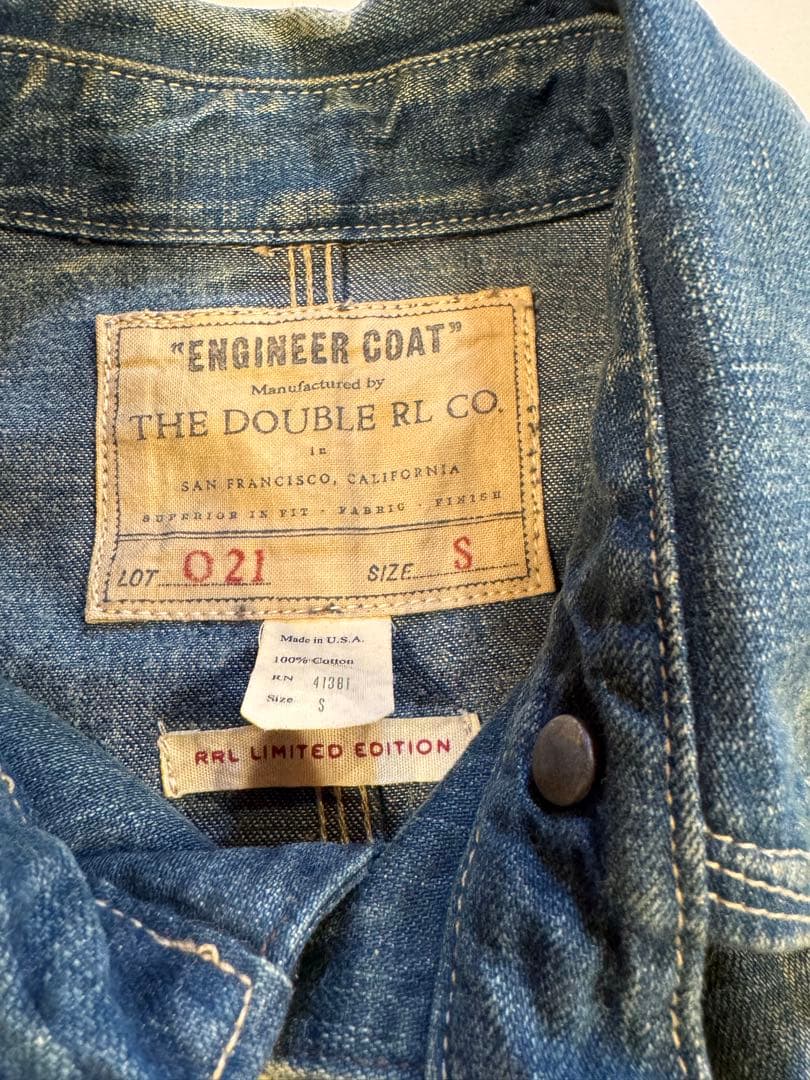 "ENGINEER COAT"
Manufactured by
THE DOUBLE RL CO.
in
SAN FRANCISCO, CALIFORNIA
SUPERIOR IN FIT · FABRIC · FINISH
LOT 021 SIZE S
Made in U.S.A.
100% Cotton
RN 41381
Size S
RRL LIMITED EDITION